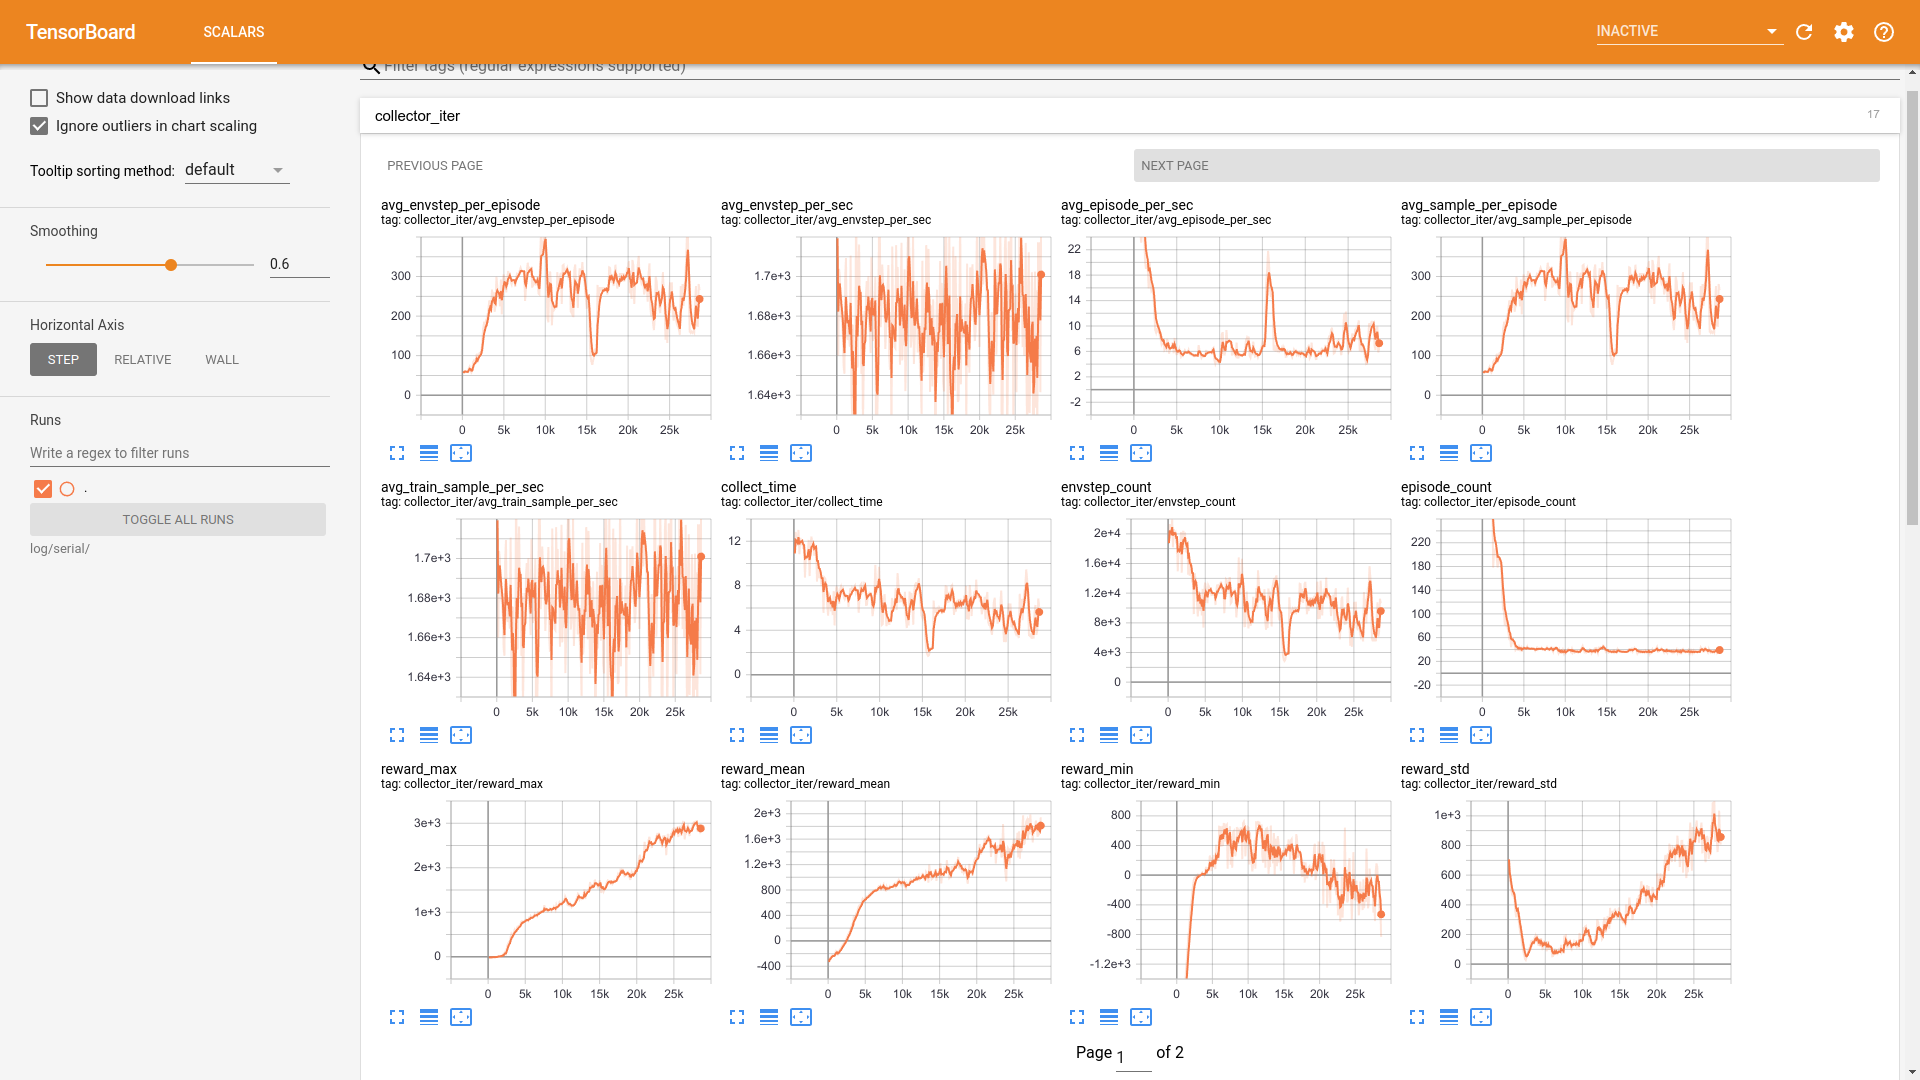 TensorBoard
SCALARS
INACTIVE
Filter tags (regular expressions supported)
Show data download links
Ignore outliers in chart scaling
Tooltip sorting method: default
Smoothing
0.6
Horizontal Axis
STEP RELATIVE WALL
Runs
Write a regex to filter runs
.
TOGGLE ALL RUNS
log/serial/
collector_iter 17
PREVIOUS PAGE NEXT PAGE
avg_envstep_per_episode
tag: collector_iter/avg_envstep_per_episode
300
200
100
0
0 5k 10k 15k 20k 25k
avg_envstep_per_sec
tag: collector_iter/avg_envstep_per_sec
1.7e+3
1.68e+3
1.66e+3
1.64e+3
0 5k 10k 15k 20k 25k
avg_episode_per_sec
tag: collector_iter/avg_episode_per_sec
22
18
14
10
6
2
-2
0 5k 10k 15k 20k 25k
avg_sample_per_episode
tag: collector_iter/avg_sample_per_episode
300
200
100
0
0 5k 10k 15k 20k 25k
avg_train_sample_per_sec
tag: collector_iter/avg_train_sample_per_sec
1.7e+3
1.68e+3
1.66e+3
1.64e+3
0 5k 10k 15k 20k 25k
collect_time
tag: collector_iter/collect_time
12
8
4
0
0 5k 10k 15k 20k 25k
envstep_count
tag: collector_iter/envstep_count
2e+4
1.6e+4
1.2e+4
8e+3
4e+3
0
0 5k 10k 15k 20k 25k
episode_count
tag: collector_iter/episode_count
220
180
140
100
60
20
-20
0 5k 10k 15k 20k 25k
reward_max
tag: collector_iter/reward_max
3e+3
2e+3
1e+3
0
0 5k 10k 15k 20k 25k
reward_mean
tag: collector_iter/reward_mean
2e+3
1.6e+3
1.2e+3
800
400
0
-400
0 5k 10k 15k 20k 25k
reward_min
tag: collector_iter/reward_min
800
400
0
-400
-800
-1.2e+3
0 5k 10k 15k 20k 25k
reward_std
tag: collector_iter/reward_std
1e+3
800
600
400
200
0
0 5k 10k 15k 20k 25k
Page 1 of 2